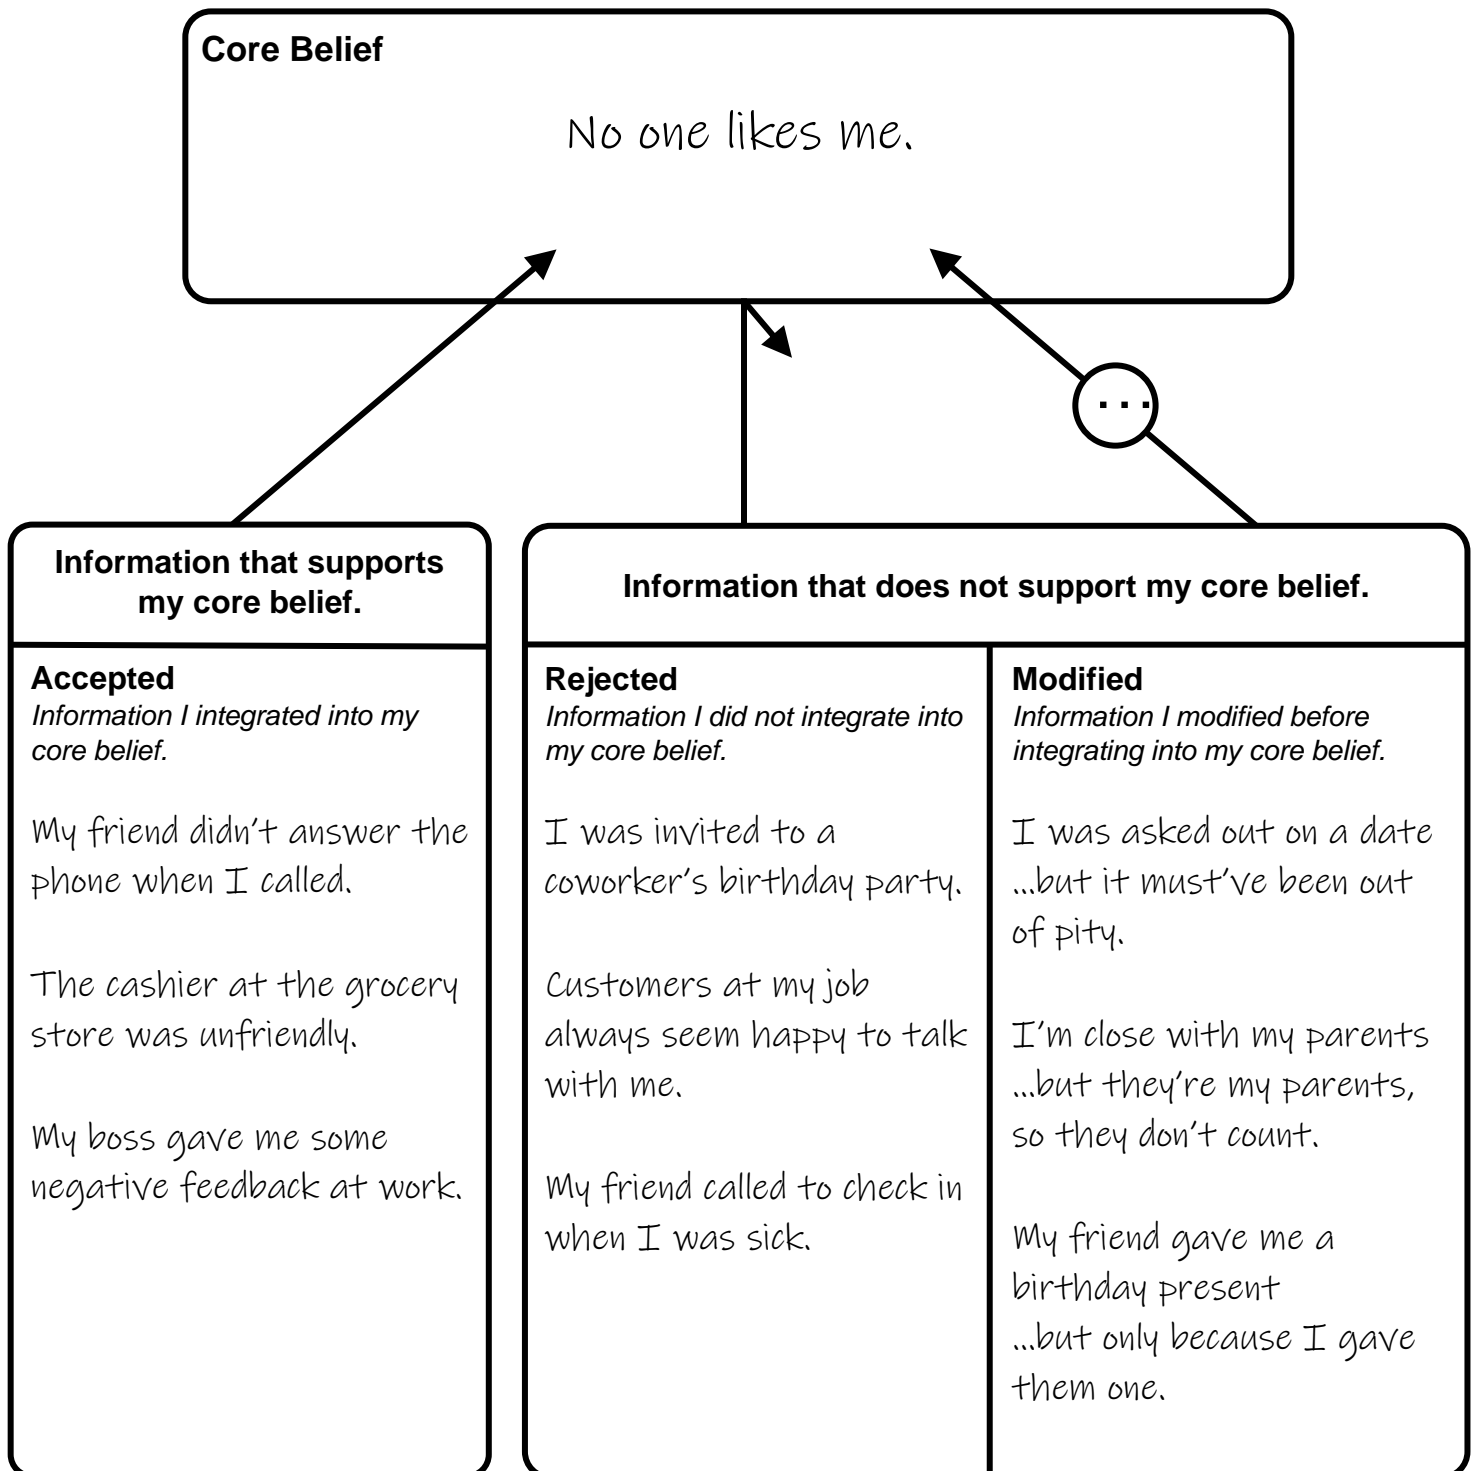 Core Belief
No one likes me.
...
Information that supports
my core belief.
Accepted
Information I integrated into my
core belief.
My friend didn't answer the
phone when I called.
The cashier at the grocery
store was unfriendly.
My boss gave me some
negative feedback at work.
Information that does not support my core belief.
Rejected
Information I did not integrate into
my core belief.
I was invited to a
coworker's birthday party.
Customers at my job
always seem happy to talk
with me.
My friend called to check in
when I was sick.
Modified
Information I modified before
integrating into my core belief.
I was asked out on a date
...but it must've been out
of pity.
I'm close with my parents
...but they're my parents,
so they don't count.
My friend gave me a
birthday present
...but only because I gave
them one.